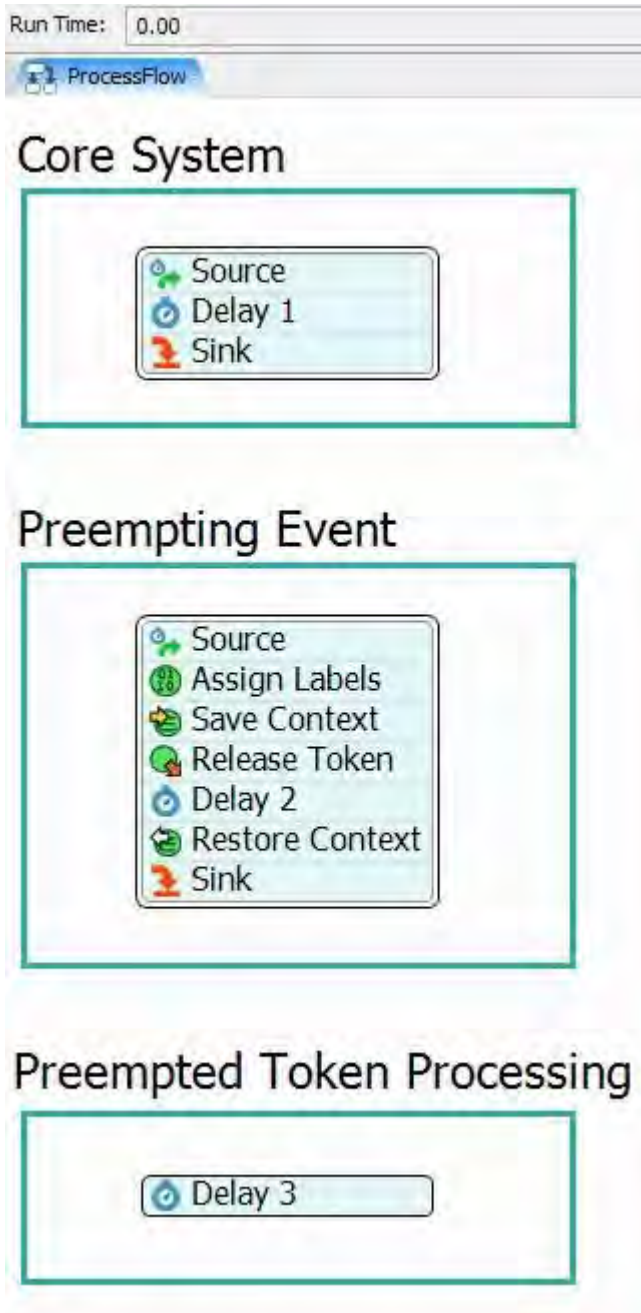 Run Time: 0.00
ProcessFlow
Core System
Source
Delay 1
Sink
Preempting Event
Source
Assign Labels
Save Context
Release Token
Delay 2
Restore Context
Sink
Preempted Token Processing
Delay 3